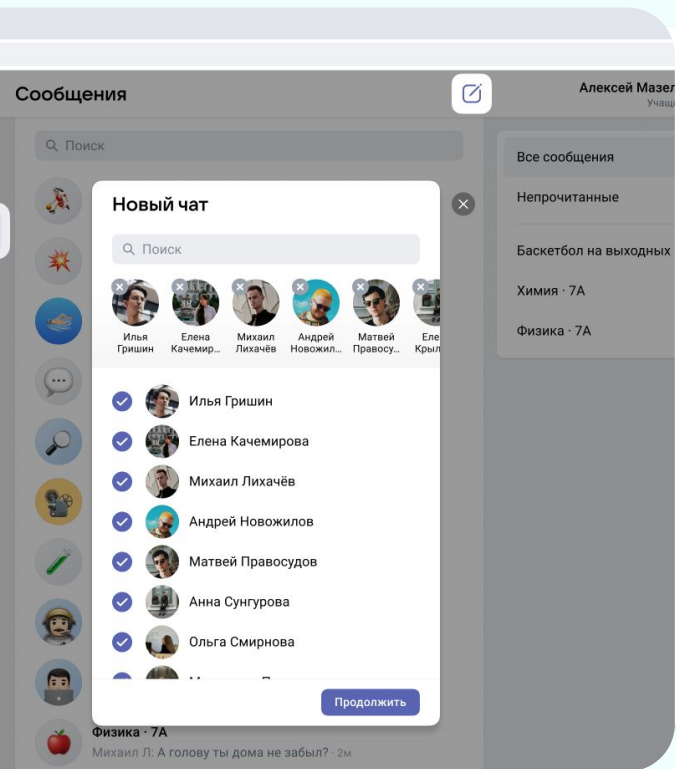 Сообщения
Алексей Мазел
Учащи
Поиск
Все сообщения
Непрочитанные
Баскетбол на выходных
Химия · 7А
Физика · 7А
Новый чат
Поиск
Илья Гришин
Елена Качемир...
Михаил Лихачёв
Андрей Новожил...
Матвей Правосу...
Еле Крыл
Илья Гришин
Елена Качемирова
Михаил Лихачёв
Андрей Новожилов
Матвей Правосудов
Анна Сунгурова
Ольга Смирнова
Продолжить
Физика · 7А
Михаил Л: А голову ты дома не забыл? · 2м